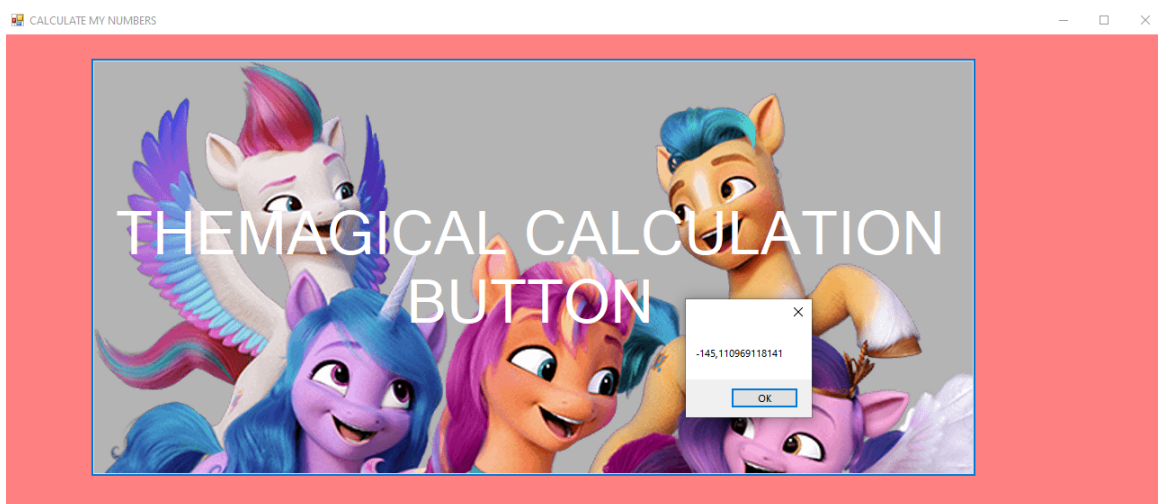 CALCULATE MY NUMBERS
THEMAGICAL CALCULATION
BUTTON
-145,110969118141
OK